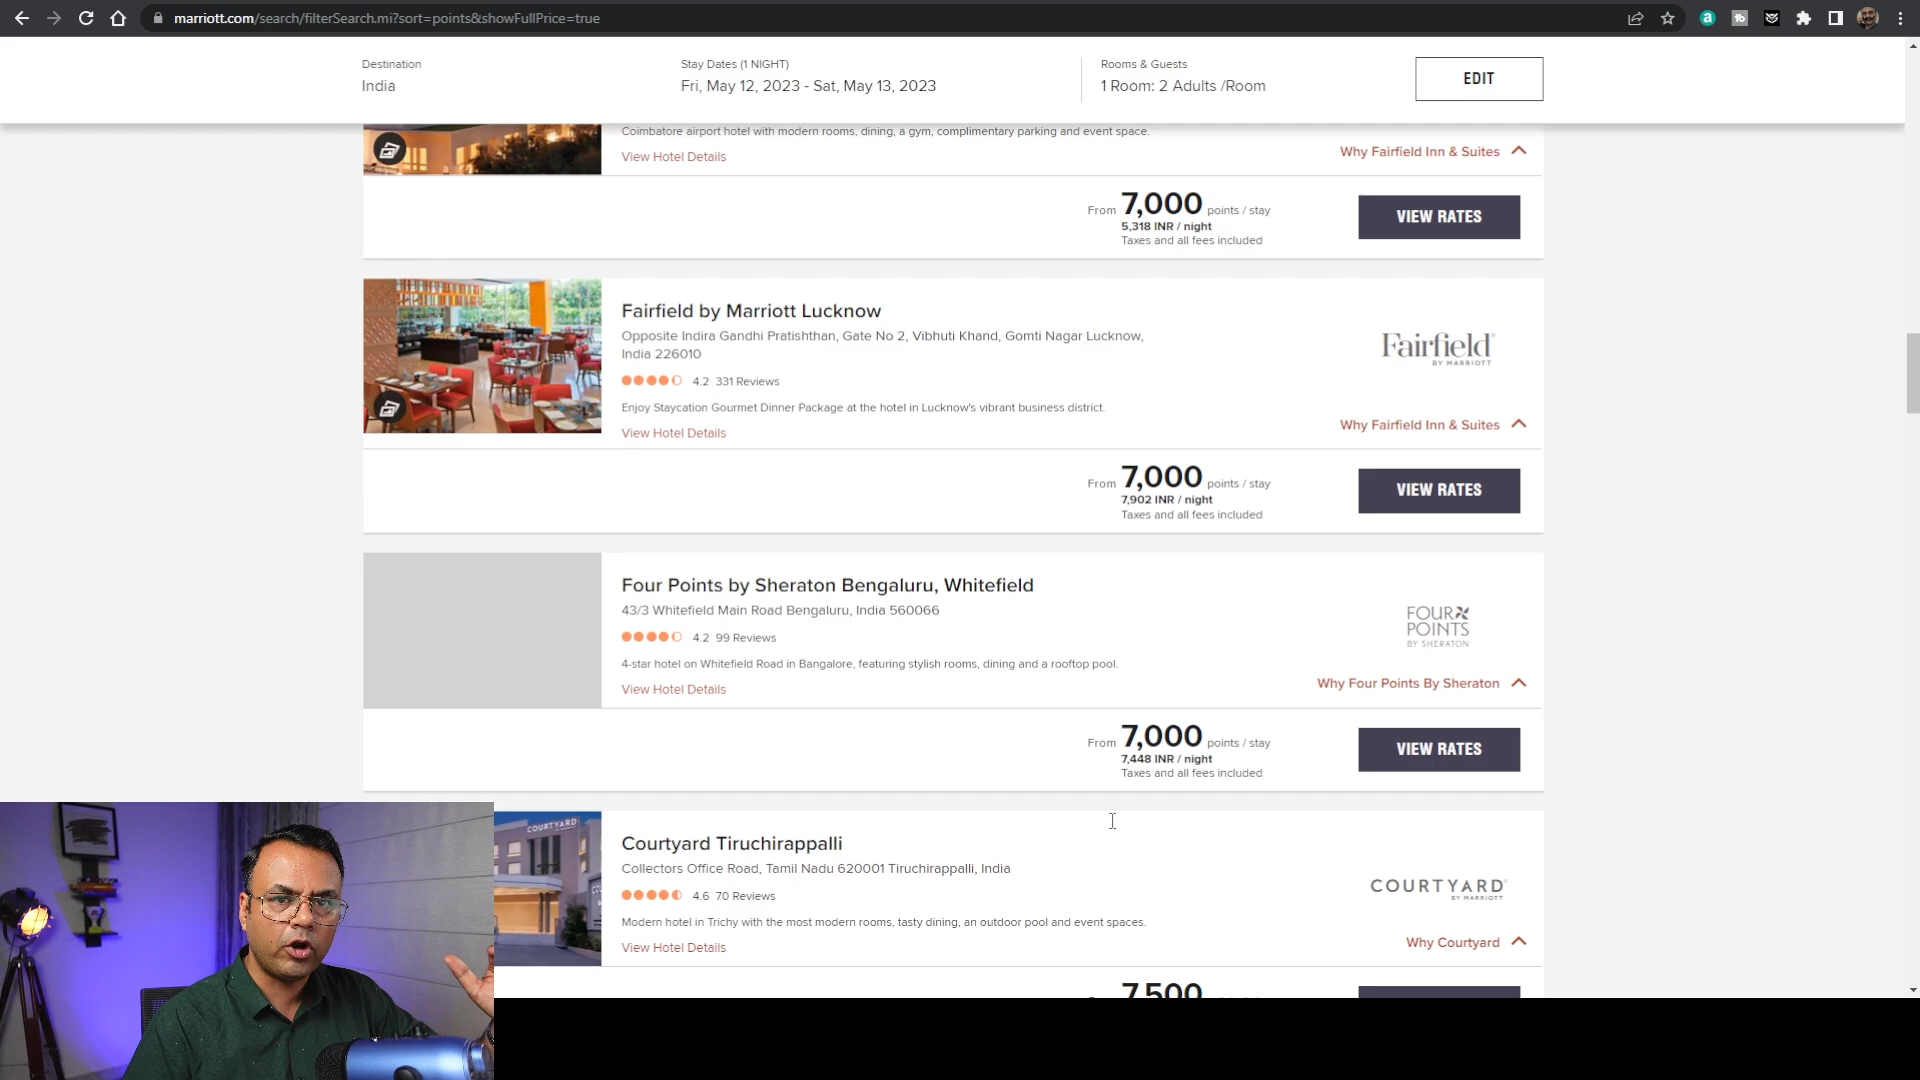 marriott.com/search/filterSearch.mi?sort=points&showFullPrice=true
Destination
India
Stay Dates (1 NIGHT)
Fri, May 12, 2023 - Sat, May 13, 2023
Rooms & Guests
1 Room: 2 Adults /Room
EDIT
Coimbatore airport hotel with modern rooms, dining, a gym, complimentary parking and event space.
View Hotel Details
Why Fairfield Inn & Suites
From 7,000 points / stay
5,318 INR / night
Taxes and all fees included
VIEW RATES
Fairfield by Marriott Lucknow
Opposite Indira Gandhi Pratishthan, Gate No 2, Vibhuti Khand, Gomti Nagar Lucknow,
India 226010
4.2 331 Reviews
Enjoy Staycation Gourmet Dinner Package at the hotel in Lucknow's vibrant business district.
View Hotel Details
Fairfield
BY MARRIOTT
Why Fairfield Inn & Suites
From 7,000 points / stay
7,902 INR / night
Taxes and all fees included
VIEW RATES
Four Points by Sheraton Bengaluru, Whitefield
43/3 Whitefield Main Road Bengaluru, India 560066
4.2 99 Reviews
4-star hotel on Whitefield Road in Bangalore, featuring stylish rooms, dining and a rooftop pool.
View Hotel Details
FOUR
POINTS
BY SHERATON
Why Four Points By Sheraton
From 7,000 points / stay
7,448 INR / night
Taxes and all fees included
VIEW RATES
COURTYARD
Courtyard Tiruchirappalli
Collectors Office Road, Tamil Nadu 620001 Tiruchirappalli, India
4.6 70 Reviews
Modern hotel in Trichy with the most modern rooms, tasty dining, an outdoor pool and event spaces.
View Hotel Details
COURTYARD
BY MARRIOTT
Why Courtyard
7,500